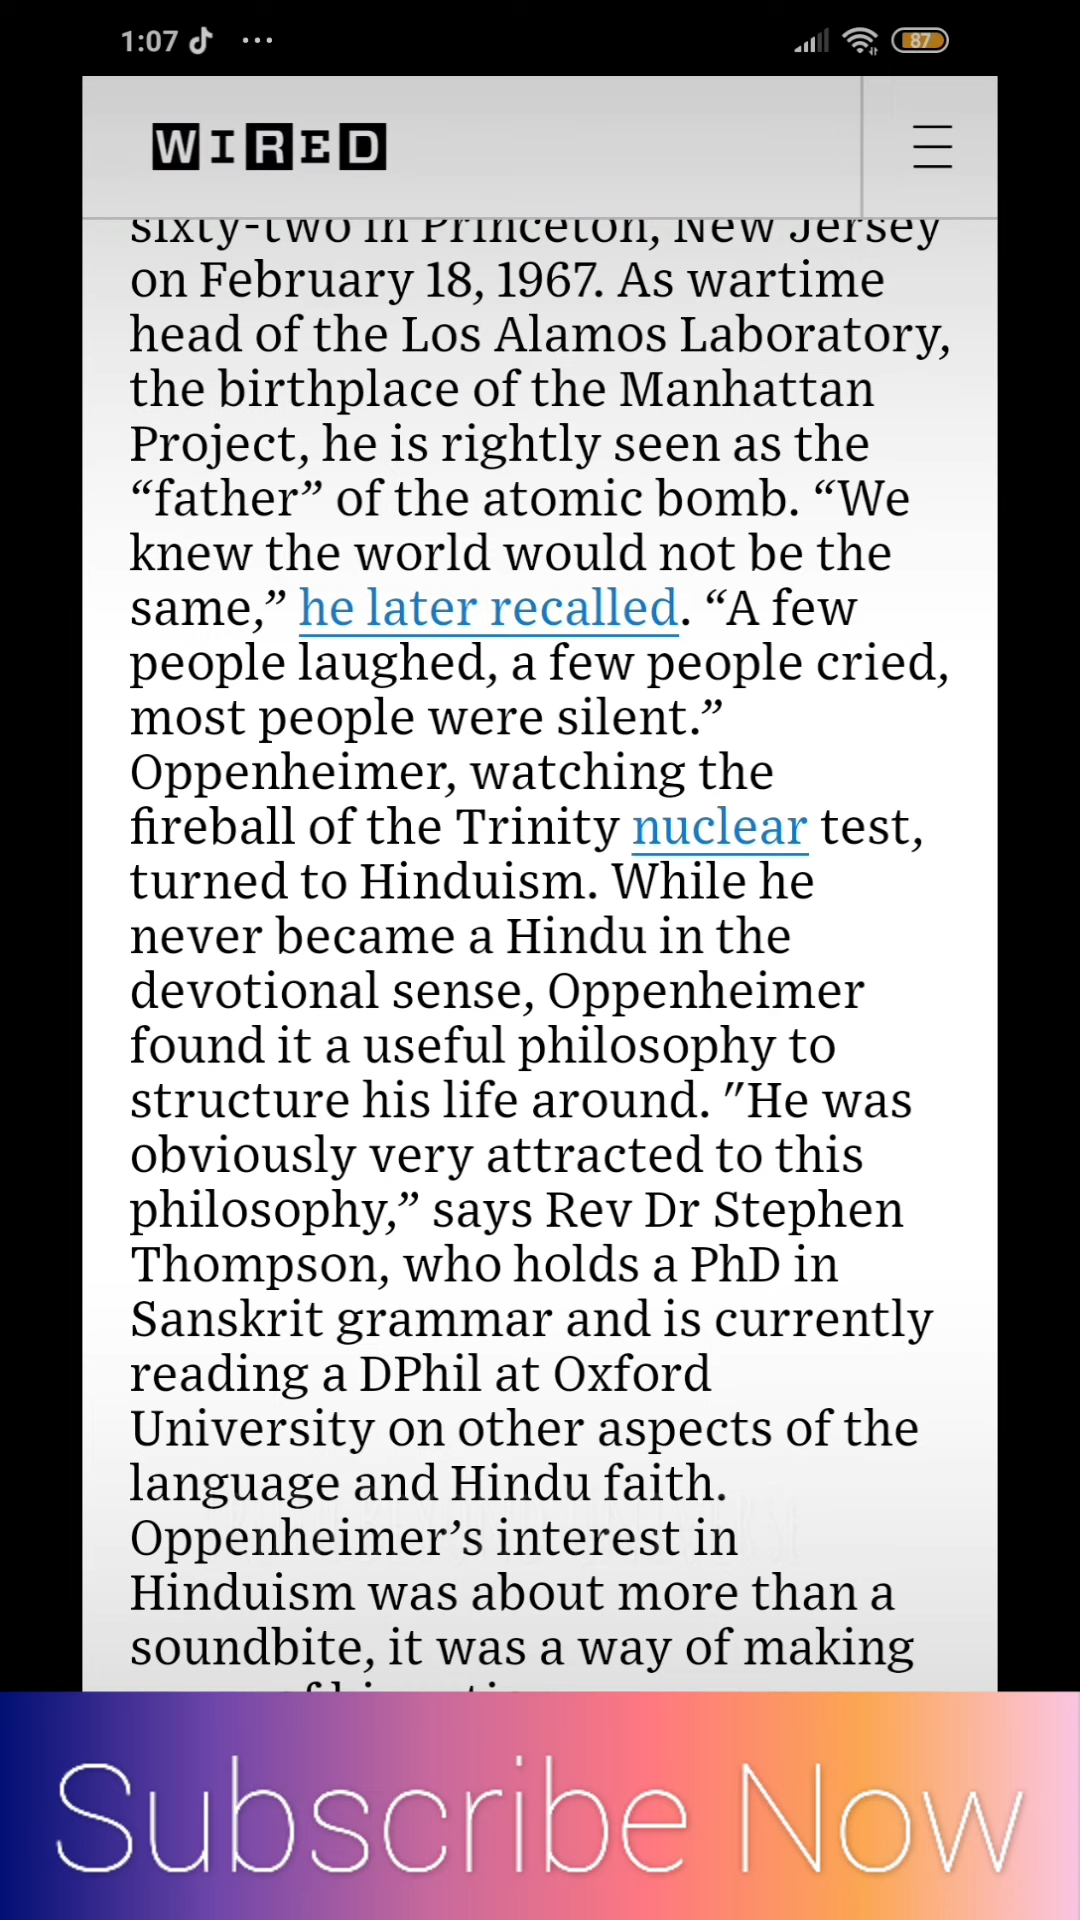 1:07
87
WIRED
sixty-two in Princeton, New Jersey
on February 18, 1967. As wartime
head of the Los Alamos Laboratory,
the birthplace of the Manhattan
Project, he is rightly seen as the
“father” of the atomic bomb. “We
knew the world would not be the
same,” he later recalled. “A few
people laughed, a few people cried,
most people were silent.”
Oppenheimer, watching the
fireball of the Trinity nuclear test,
turned to Hinduism. While he
never became a Hindu in the
devotional sense, Oppenheimer
found it a useful philosophy to
structure his life around. "He was
obviously very attracted to this
philosophy,” says Rev Dr Stephen
Thompson, who holds a PhD in
Sanskrit grammar and is currently
reading a DPhil at Oxford
University on other aspects of the
language and Hindu faith.
Oppenheimer’s interest in
Hinduism was about more than a
soundbite, it was a way of making
Subscribe Now